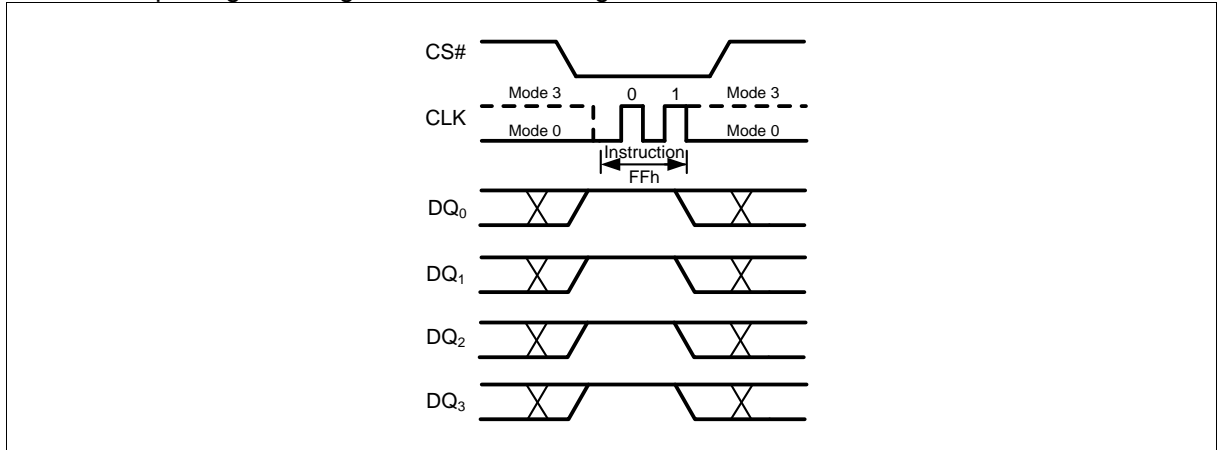 CS#
Mode 3 0 1 Mode 3
CLK
Mode 0 Mode 0
Instruction
FFh
DQ₀
DQ₁
DQ₂
DQ₃